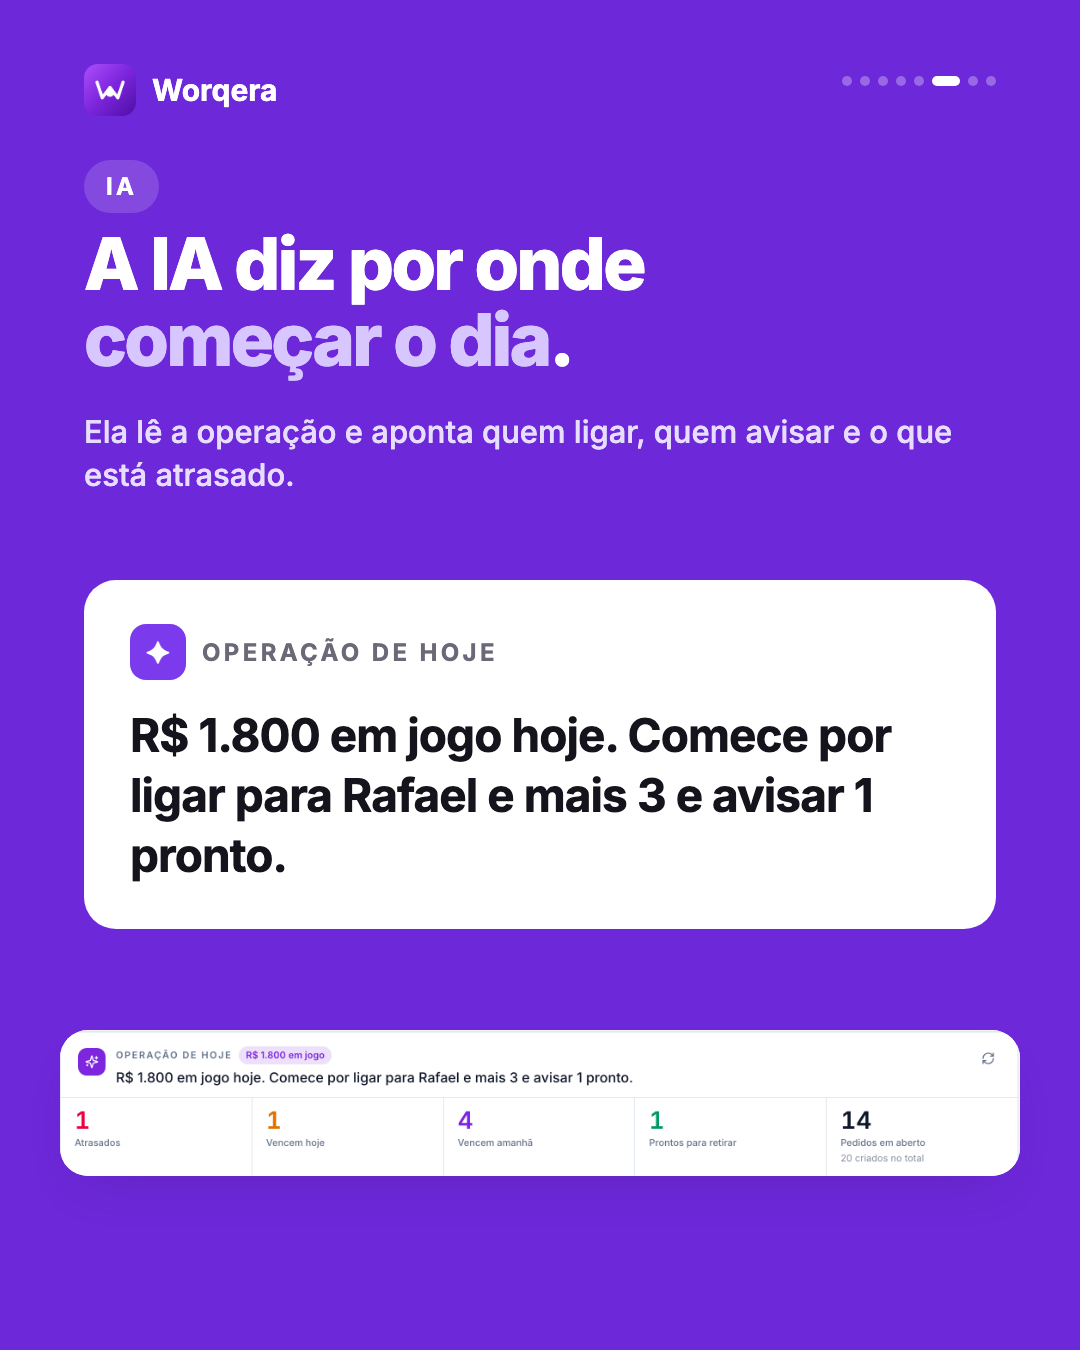 Worqera
IA
A IA diz por onde
começar o dia.
Ela lê a operação e aponta quem ligar, quem avisar e o que
está atrasado.
OPERAÇÃO DE HOJE
R$ 1.800 em jogo hoje. Comece por
ligar para Rafael e mais 3 e avisar 1
pronto.
OPERAÇÃO DE HOJE R$ 1.800 em jogo
R$ 1.800 em jogo hoje. Comece por ligar para Rafael e mais 3 e avisar 1 pronto.
1
Atrasados
1
Vencem hoje
4
Vencem amanhã
1
Prontos para retirar
14
Pedidos em aberto
20 criados no total